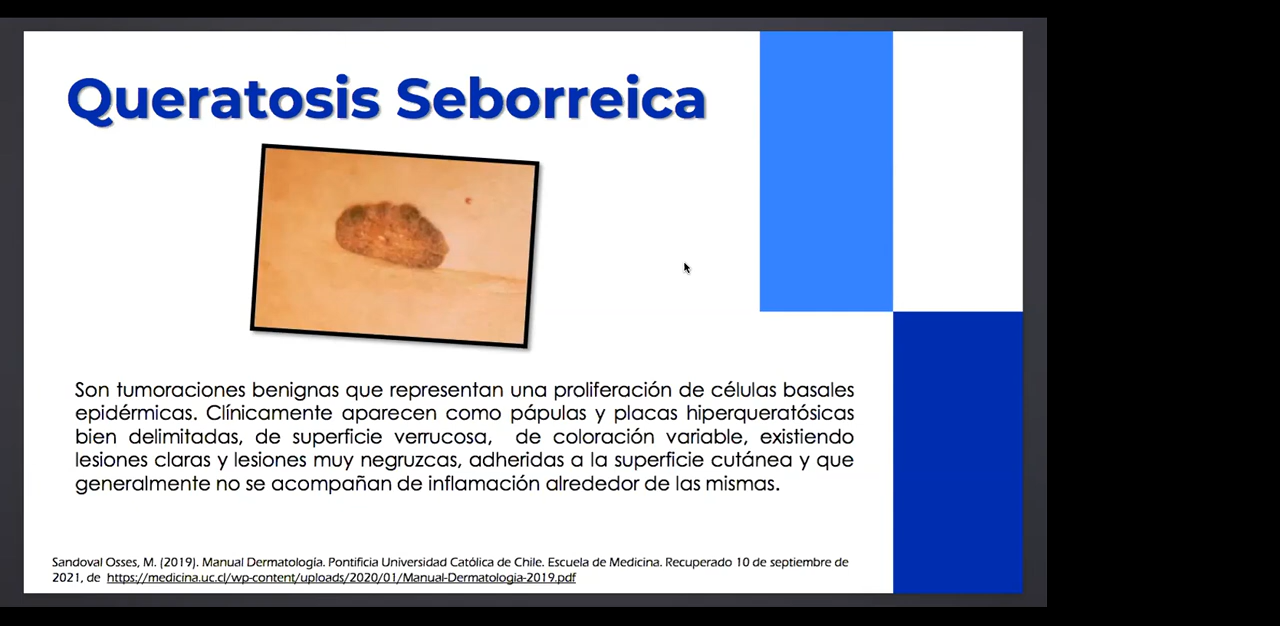 Queratosis Seborreica
Son tumoraciones benignas que representan una proliferación de células basales
epidérmicas. Clínicamente aparecen como pápulas y placas hiperqueratósicas
bien delimitadas, de superficie verrucosa, de coloración variable, existiendo
lesiones claras y lesiones muy negruzcas, adheridas a la superficie cutánea y que
generalmente no se acompañan de inflamación alrededor de las mismas.
Sandoval Osses, M. (2019). Manual Dermatología. Pontificia Universidad Católica de Chile. Escuela de Medicina. Recuperado 10 de septiembre de
2021, de https://medicina.uc.cl/wp-content/uploads/2020/01/Manual-Dermatologia-2019.pdf